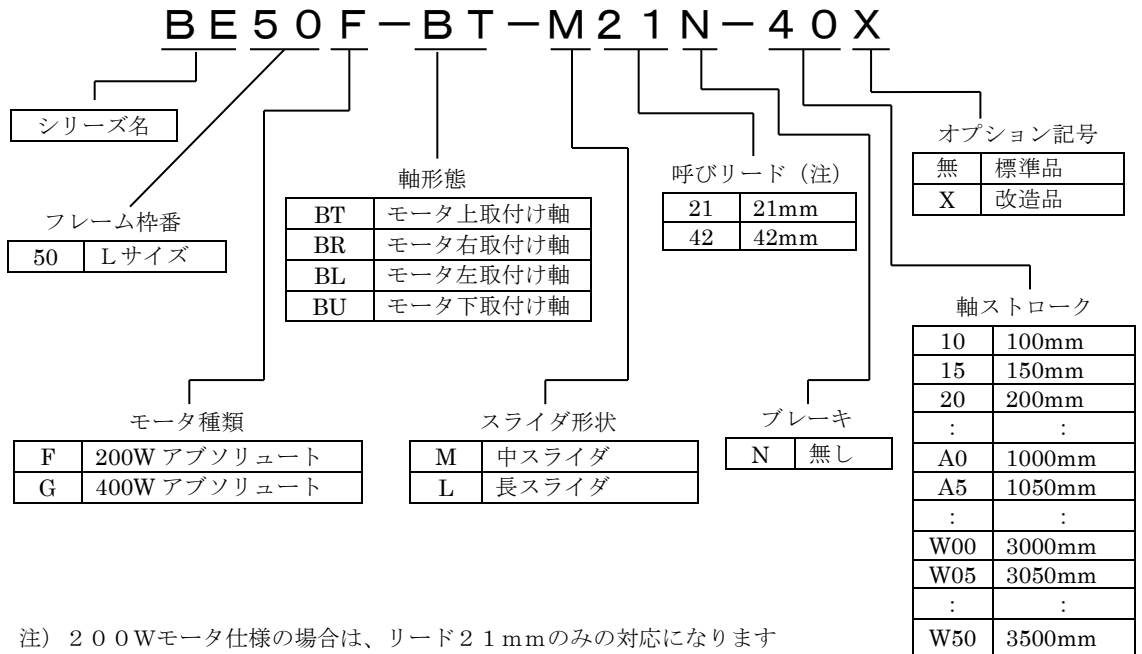 ＢＥ５０Ｆ－ＢＴ－Ｍ２１Ｎ－４０Ｘ
シリーズ名
フレーム枠番
50 Ｌサイズ
軸形態
BT モータ上取付け軸
BR モータ右取付け軸
BL モータ左取付け軸
BU モータ下取付け軸
呼びリード（注）
21 21mm
42 42mm
オプション記号
無 標準品
X 改造品
モータ種類
F 200W アブソリュート
G 400W アブソリュート
スライダ形状
M 中スライダ
L 長スライダ
ブレーキ
N 無し
軸ストローク
10 100mm
15 150mm
20 200mm
: :
A0 1000mm
A5 1050mm
: :
W00 3000mm
W05 3050mm
: :
W50 3500mm
注）２００Ｗモータ仕様の場合は、リード２１ｍｍのみの対応になります